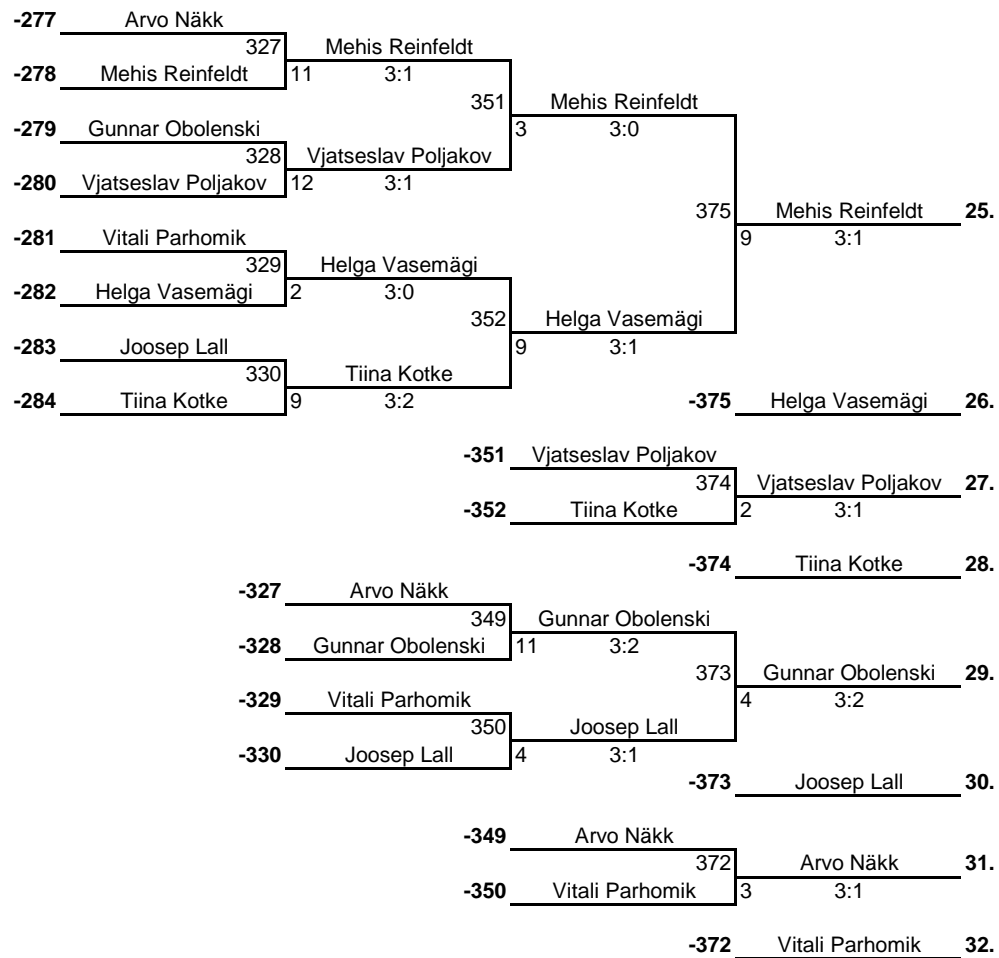 -277 Arvo Näkk
327 Mehis Reinfeldt
-278 Mehis Reinfeldt 11 3:1
351 Mehis Reinfeldt
-279 Gunnar Obolenski 3 3:0
328 Vjatseslav Poljakov
-280 Vjatseslav Poljakov 12 3:1
375 Mehis Reinfeldt 25.
-281 Vitali Parhomik 9 3:1
329 Helga Vasemägi
-282 Helga Vasemägi 2 3:0
352 Helga Vasemägi
-283 Joosep Lall 9 3:1
330 Tiina Kotke
-284 Tiina Kotke 9 3:2 -375 Helga Vasemägi 26.
-351 Vjatseslav Poljakov
374 Vjatseslav Poljakov 27.
-352 Tiina Kotke 2 3:1
-374 Tiina Kotke 28.
-327 Arvo Näkk
349 Gunnar Obolenski
-328 Gunnar Obolenski 11 3:2
373 Gunnar Obolenski 29.
-329 Vitali Parhomik 4 3:2
350 Joosep Lall
-330 Joosep Lall 4 3:1
-373 Joosep Lall 30.
-349 Arvo Näkk
372 Arvo Näkk 31.
-350 Vitali Parhomik 3 3:1
-372 Vitali Parhomik 32.